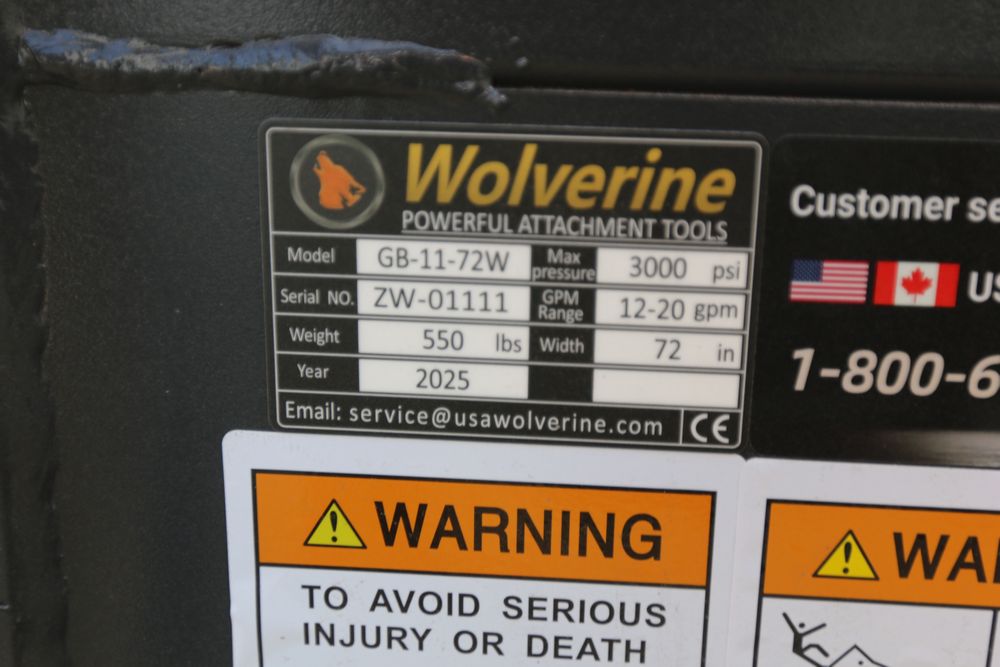 Wolverine
POWERFUL ATTACHMENT TOOLS
Model GB-11-72W Max pressure 3000 psi
Serial NO. ZW-01111 GPM Range 12-20 gpm
Weight 550 lbs Width 72 in
Year 2025
Email: service@usawolverine.com CE
Customer se
US
1-800-6
WARNING
TO AVOID SERIOUS
INJURY OR DEATH
WA